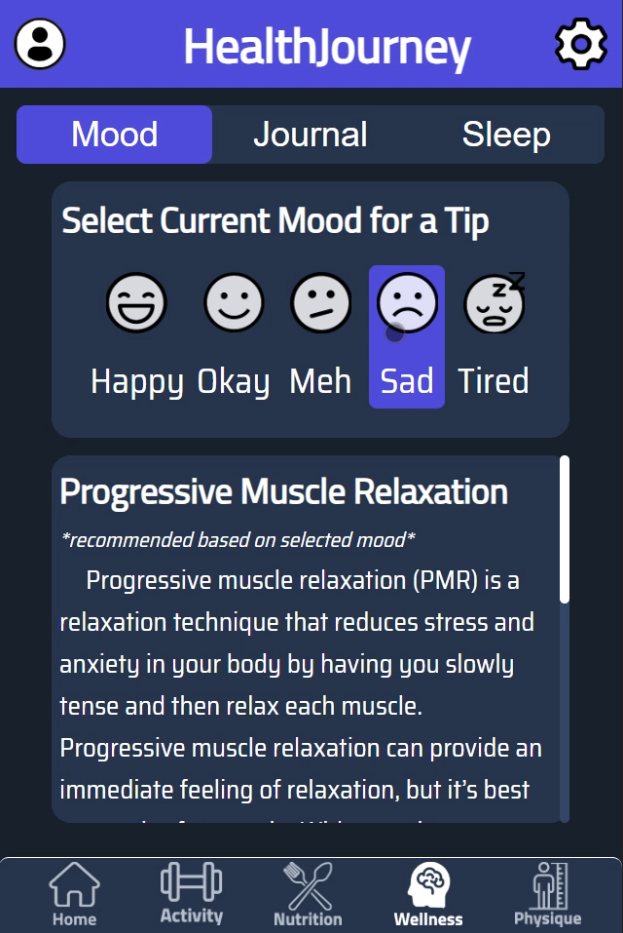 HealthJourney
Mood Journal Sleep
Select Current Mood for a Tip
z z
Happy Okay Meh Sad Tired
Progressive Muscle Relaxation
*recommended based on selected mood*
Progressive muscle relaxation (PMR) is a
relaxation technique that reduces stress and
anxiety in your body by having you slowly
tense and then relax each muscle.
Progressive muscle relaxation can provide an
immediate feeling of relaxation, but it's best
Home Activity Nutrition Wellness Physique